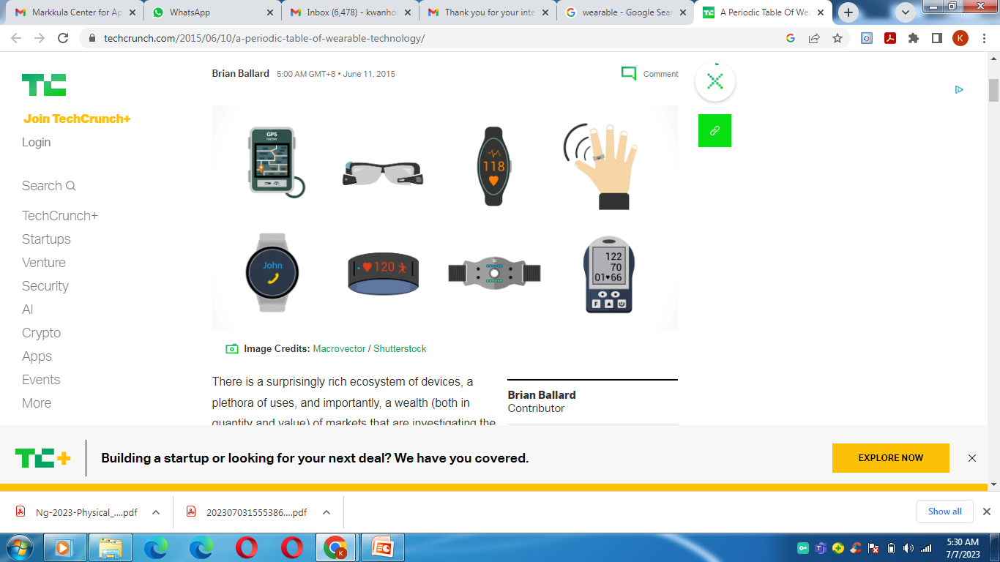 Markkula Center for Ap
WhatsApp
Inbox (6,478) - kwanho
Thank you for your inte
wearable - Google Sear
A Periodic Table Of Wea
techcrunch.com/2015/06/10/a-periodic-table-of-wearable-technology/
K
TC
Brian Ballard 5:00 AM GMT+8 • June 11, 2015
Comment
Join TechCrunch+
Login
Search
TechCrunch+
Startups
Venture
Security
AI
Crypto
Apps
Events
More
GPS
tracker
118
John
120
122
70
01♥66
F
Image Credits: Macrovector / Shutterstock
There is a surprisingly rich ecosystem of devices, a
plethora of uses, and importantly, a wealth (both in
quantity and value) of markets that are investigating the
Brian Ballard
Contributor
TC+
Building a startup or looking for your next deal? We have you covered.
EXPLORE NOW
Ng-2023-Physical_....pdf
202307031555386....pdf
Show all
5:30 AM
7/7/2023